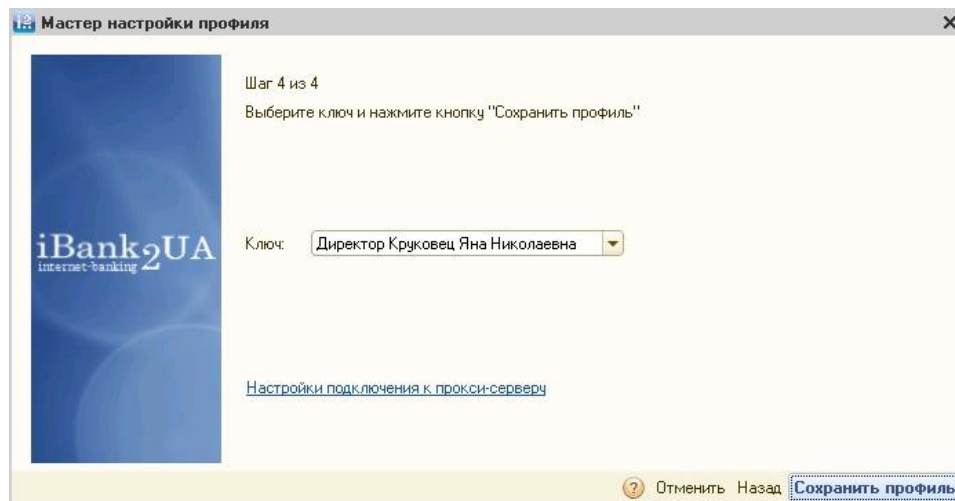 Мастер настройки профиля
Шаг 4 из 4
Выберите ключ и нажмите кнопку "Сохранить профиль"
iBank2UA
internet-banking
Ключ: Директор Круковец Яна Николаевна
Настройки подключения к прокси-серверу
? Отменить Назад Сохранить профиль